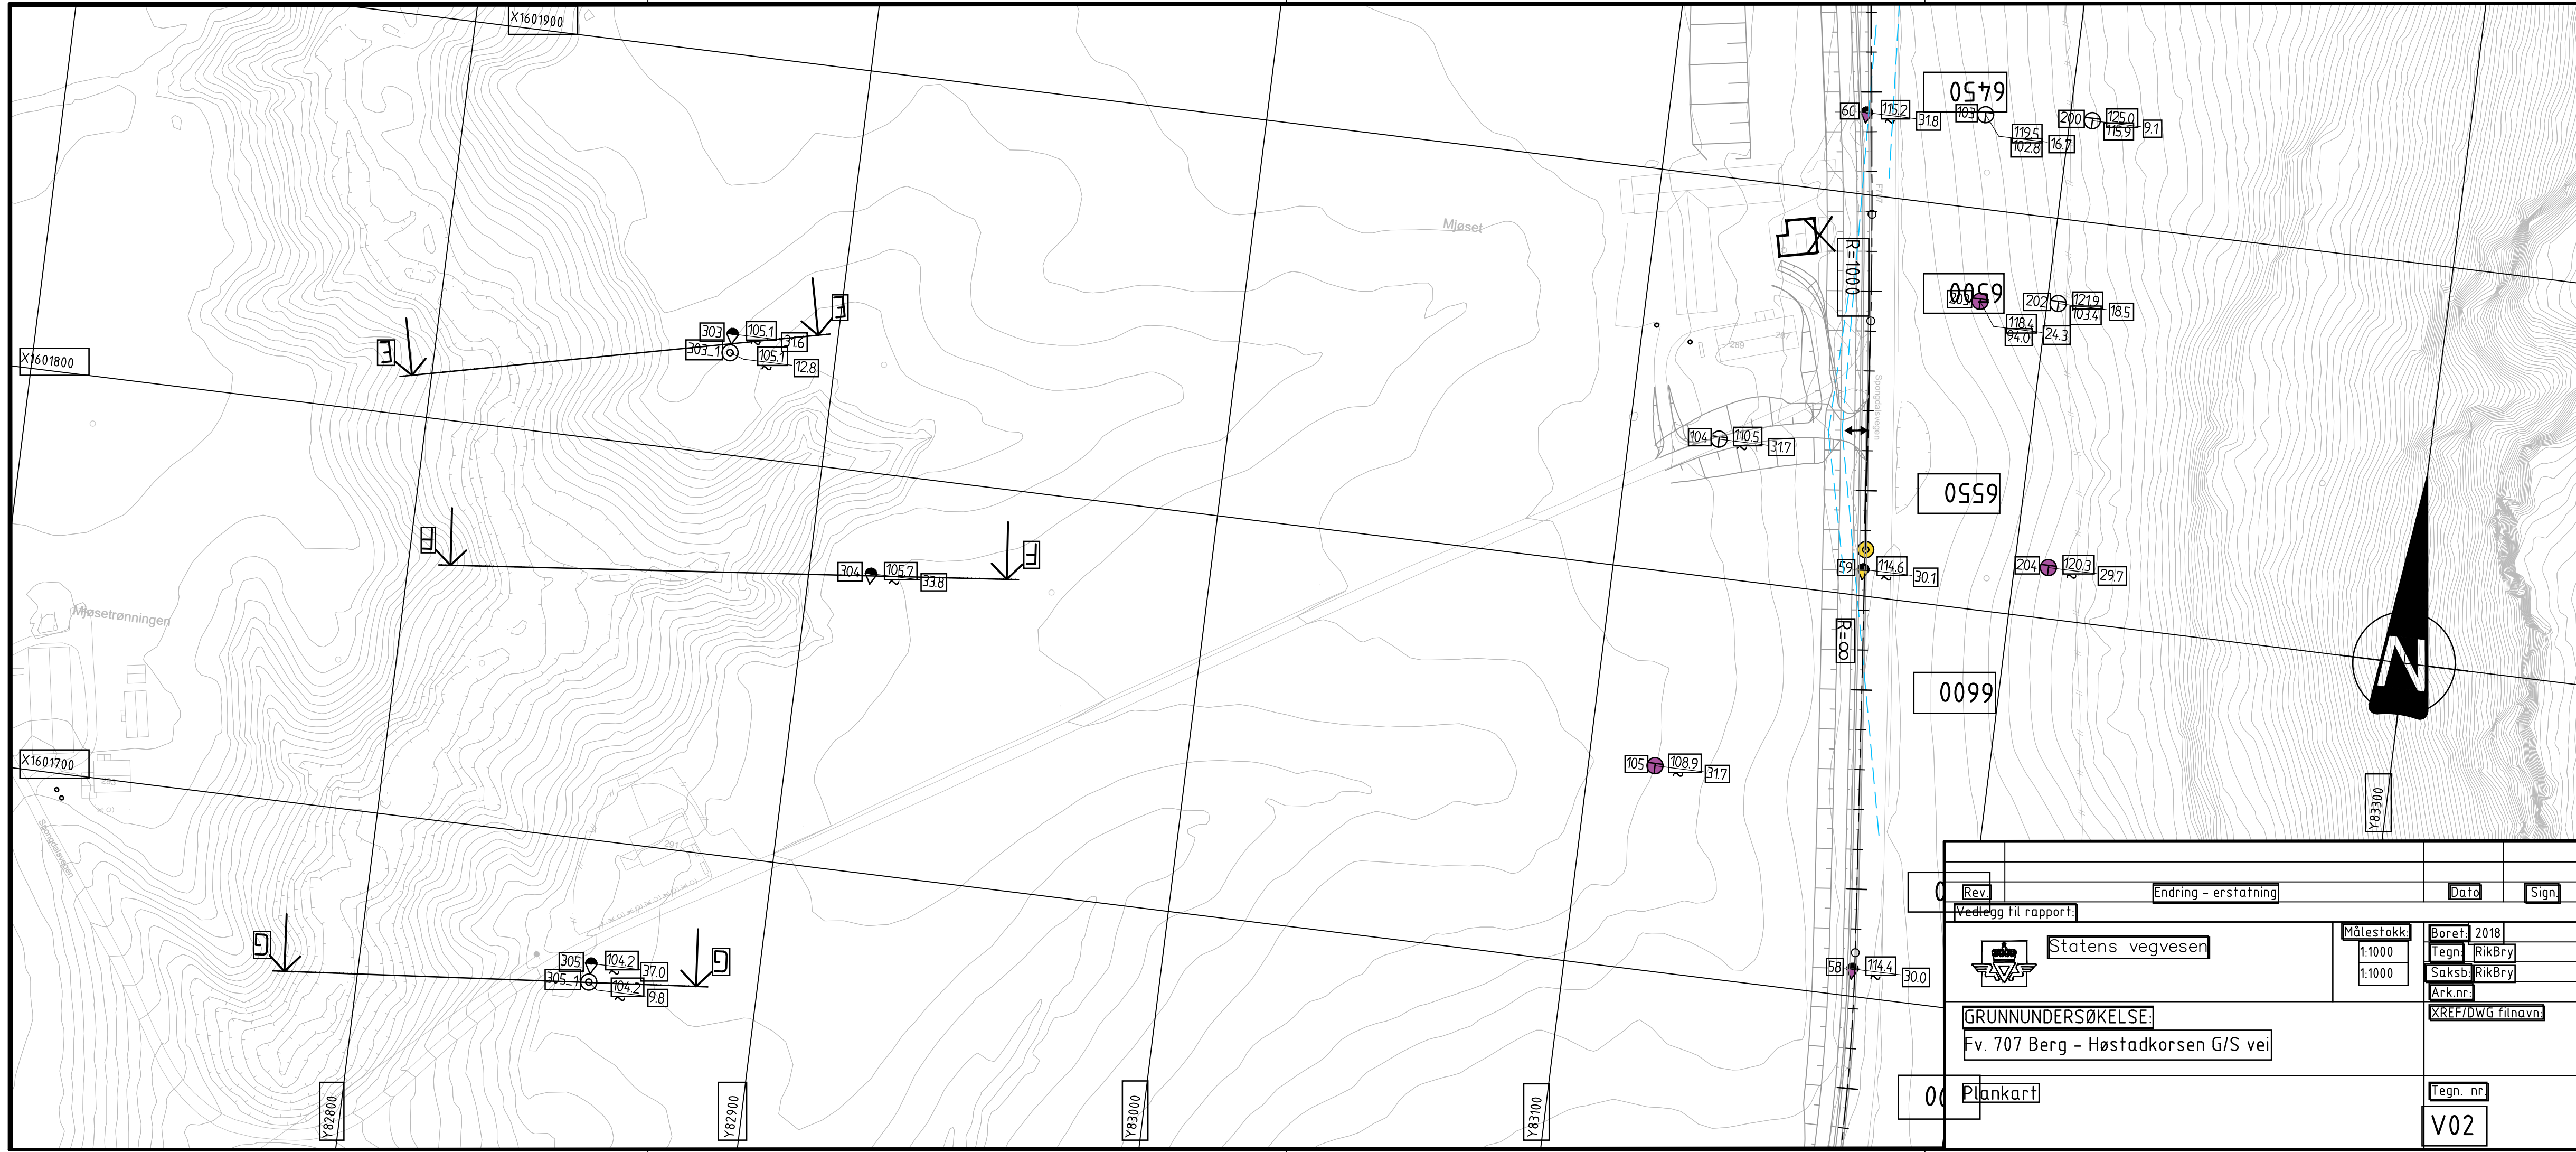 X1601900
Mjøset
60
115.2
31.8
6450
103
119.5
102.8
16.7
200
125.0
115.9
9.1
R=1000
6500
203
118.4
94.0
24.3
202
121.9
103.4
18.5
289
287
E
E
303
105.1
31.6
303_1
105.1
12.8
X1601800
Spongdalsvegen
104
110.5
31.7
6550
F
F
304
105.7
33.8
59
114.6
30.1
204
120.3
29.7
Mjøsetrønningen
R=∞
6600
N
X1601700
293
Spongdalsvegen
291
105
108.9
31.7
Y83300
G
G
305
104.2
37.0
305_1
104.2
9.8
58
114.4
30.0
Y82800
Y82900
Y83000
Y83100
Rev.
Endring - erstatning
Dato
Sign.
Vedlegg til rapport:
Statens vegvesen
Målestokk:
1:1000
1:1000
Boret: 2018
Tegn: RikBry
Saksb: RikBry
Ark.nr:
GRUNNUNDERSØKELSE:
Fv. 707 Berg - Høstadkorsen G/S vei
XREF/DWG filnavn:
Plankart
Tegn. nr.
V02